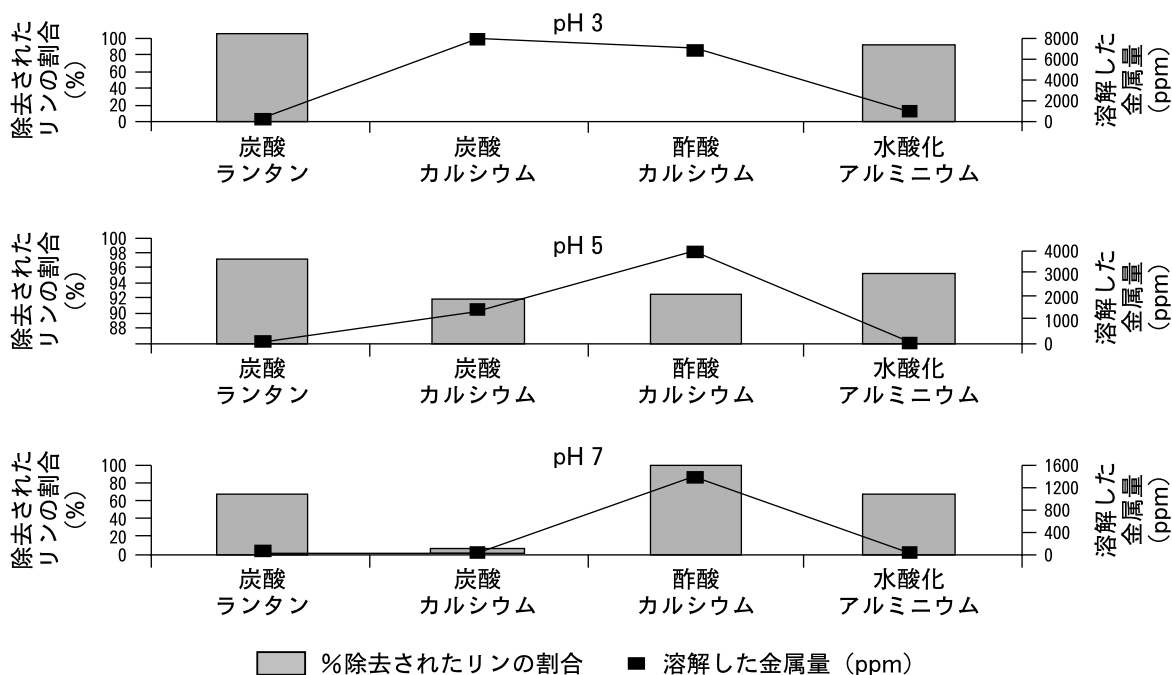 pH 3
除去された
リンの割合
（%）
100
80
60
40
20
0
8000
6000
4000
2000
0
溶解した
金属量
（ppm）
炭酸
ランタン
炭酸
カルシウム
酢酸
カルシウム
水酸化
アルミニウム
pH 5
除去された
リンの割合
（%）
100
98
96
94
92
90
88
4000
3000
2000
1000
0
溶解した
金属量
（ppm）
炭酸
ランタン
炭酸
カルシウム
酢酸
カルシウム
水酸化
アルミニウム
pH 7
除去された
リンの割合
（%）
100
80
60
40
20
0
1600
1200
800
400
0
溶解した
金属量
（ppm）
炭酸
ランタン
炭酸
カルシウム
酢酸
カルシウム
水酸化
アルミニウム
％除去されたリンの割合
溶解した金属量（ppm）